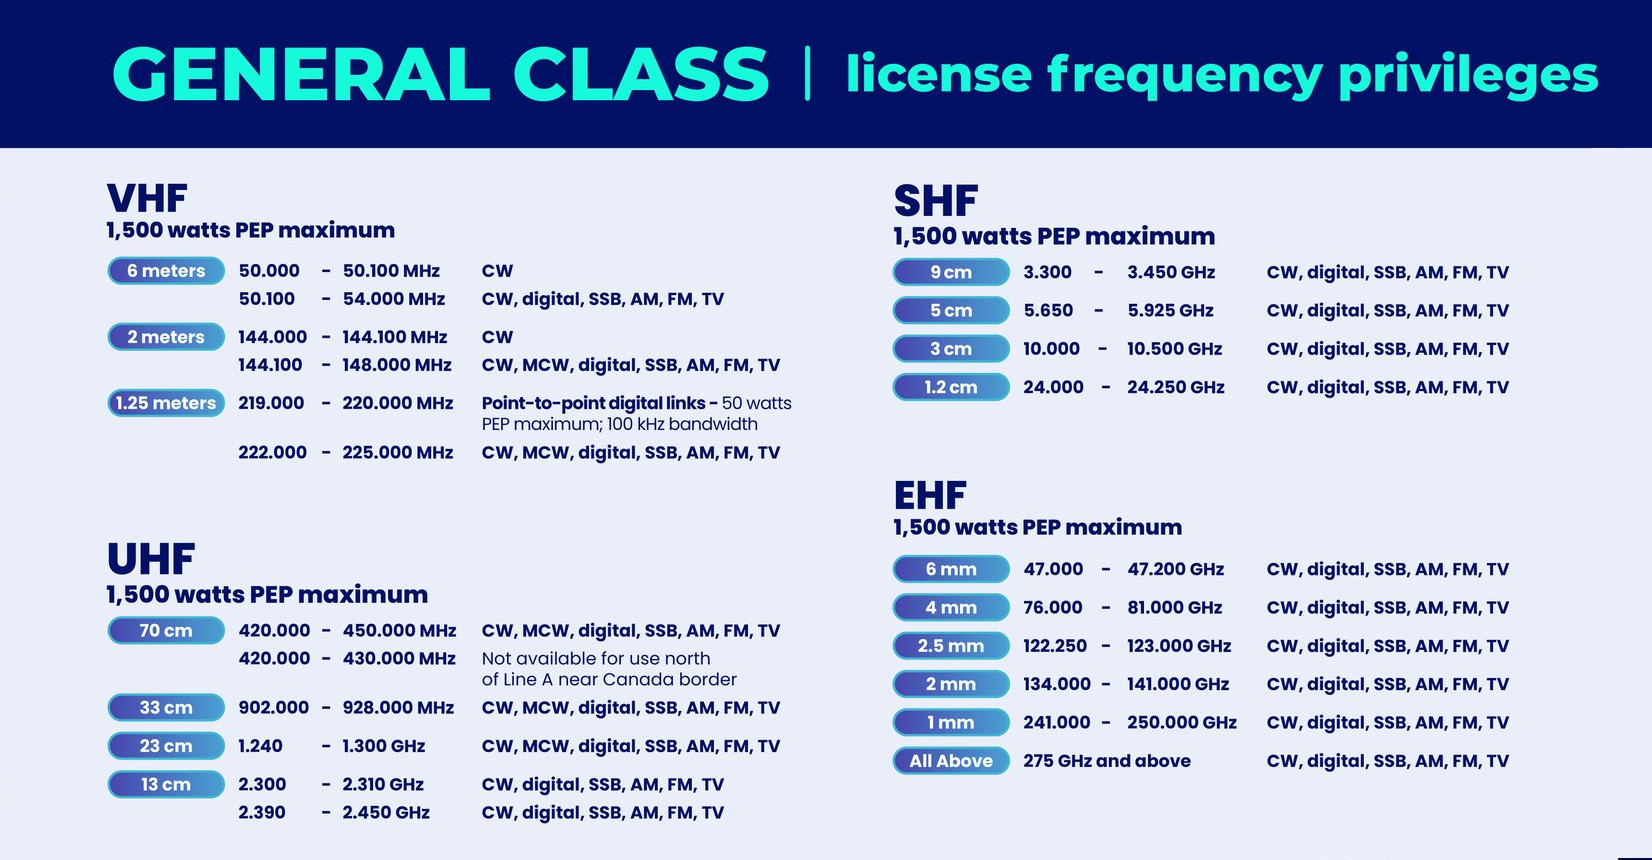 GENERAL CLASS | license frequency privileges
VHF
1,500 watts PEP maximum
6 meters 50.000 - 50.100 MHz CW
50.100 - 54.000 MHz CW, digital, SSB, AM, FM, TV
2 meters 144.000 - 144.100 MHz CW
144.100 - 148.000 MHz CW, MCW, digital, SSB, AM, FM, TV
1.25 meters 219.000 - 220.000 MHz Point-to-point digital links - 50 watts
PEP maximum; 100 kHz bandwidth
222.000 - 225.000 MHz CW, MCW, digital, SSB, AM, FM, TV
UHF
1,500 watts PEP maximum
70 cm 420.000 - 450.000 MHz CW, MCW, digital, SSB, AM, FM, TV
420.000 - 430.000 MHz Not available for use north
of Line A near Canada border
33 cm 902.000 - 928.000 MHz CW, MCW, digital, SSB, AM, FM, TV
23 cm 1.240 - 1.300 GHz CW, MCW, digital, SSB, AM, FM, TV
13 cm 2.300 - 2.310 GHz CW, digital, SSB, AM, FM, TV
2.390 - 2.450 GHz CW, digital, SSB, AM, FM, TV
SHF
1,500 watts PEP maximum
9 cm 3.300 - 3.450 GHz CW, digital, SSB, AM, FM, TV
5 cm 5.650 - 5.925 GHz CW, digital, SSB, AM, FM, TV
3 cm 10.000 - 10.500 GHz CW, digital, SSB, AM, FM, TV
1.2 cm 24.000 - 24.250 GHz CW, digital, SSB, AM, FM, TV
EHF
1,500 watts PEP maximum
6 mm 47.000 - 47.200 GHz CW, digital, SSB, AM, FM, TV
4 mm 76.000 - 81.000 GHz CW, digital, SSB, AM, FM, TV
2.5 mm 122.250 - 123.000 GHz CW, digital, SSB, AM, FM, TV
2 mm 134.000 - 141.000 GHz CW, digital, SSB, AM, FM, TV
1 mm 241.000 - 250.000 GHz CW, digital, SSB, AM, FM, TV
All Above 275 GHz and above CW, digital, SSB, AM, FM, TV